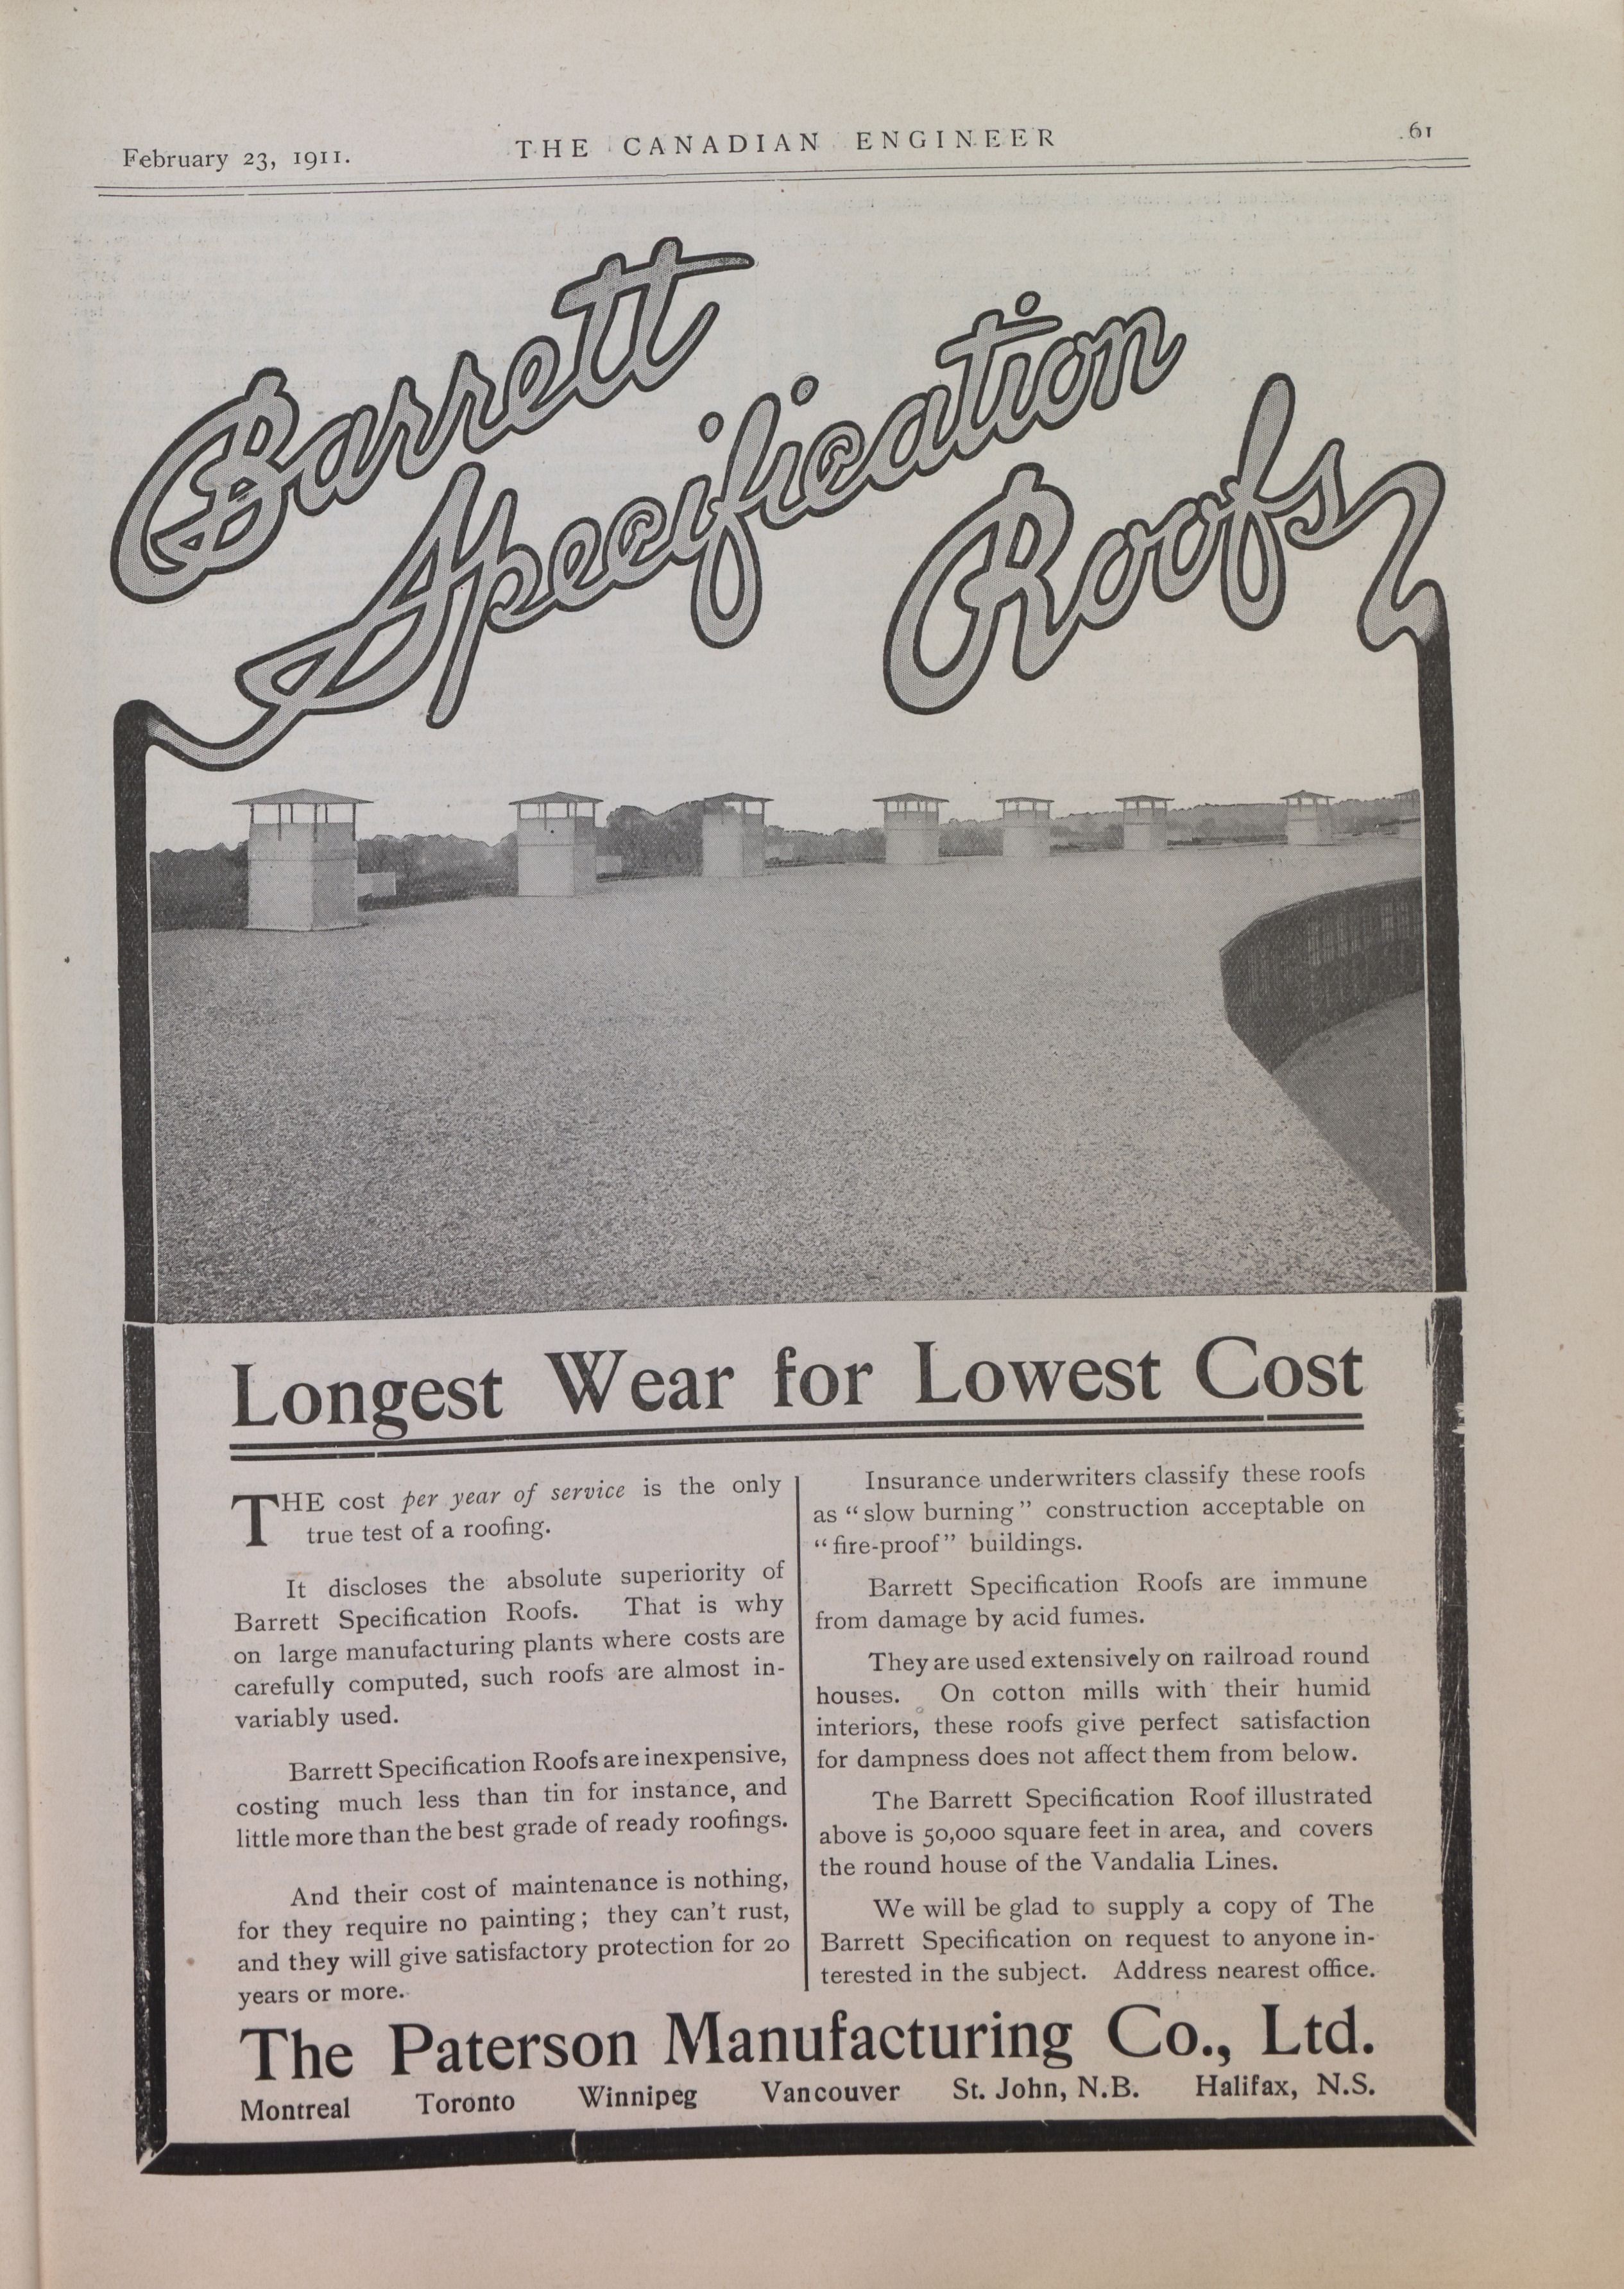 February 23, 1911.
THE CANADIAN ENGINEER
61
Barrett
Specification
Roofs
Longest Wear for Lowest Cost
THE cost per year of service is the only
true test of a roofing.
It discloses the absolute superiority of
Barrett Specification Roofs. That is why
on large manufacturing plants where costs are
carefully computed, such roofs are almost in-
variably used.
Barrett Specification Roofs are inexpensive,
costing much less than tin for instance, and
little more than the best grade of ready roofings.
And their cost of maintenance is nothing,
for they require no painting; they can't rust,
and they will give satisfactory protection for 20
years or more.
Insurance underwriters classify these roofs
as "slow burning" construction acceptable on
"fire-proof" buildings.
Barrett Specification Roofs are immune
from damage by acid fumes.
They are used extensively on railroad round
houses. On cotton mills with their humid
interiors, these roofs give perfect satisfaction
for dampness does not affect them from below.
The Barrett Specification Roof illustrated
above is 50,000 square feet in area, and covers
the round house of the Vandalia Lines.
We will be glad to supply a copy of The
Barrett Specification on request to anyone in-
terested in the subject. Address nearest office.
The Paterson Manufacturing Co., Ltd.
Montreal Toronto Winnipeg Vancouver St. John, N.B. Halifax, N.S.